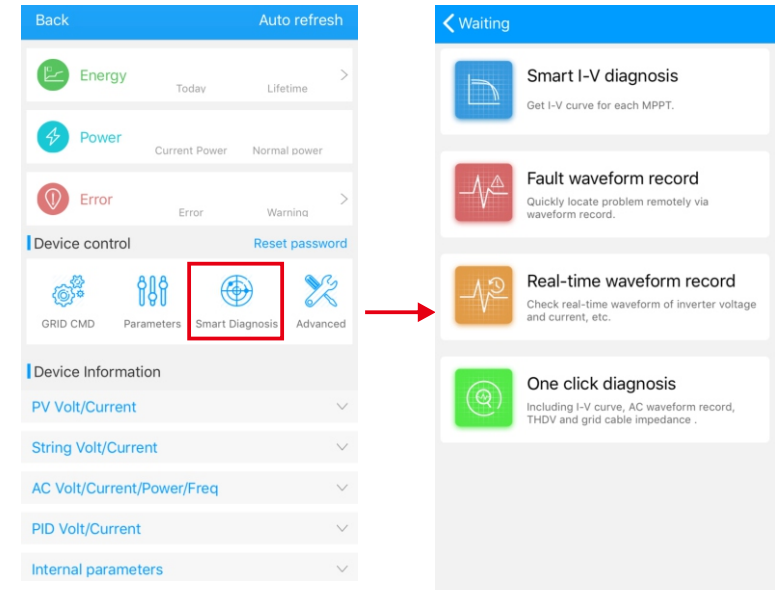 Back
Auto refresh
Energy
Today
Lifetime
Power
Current Power
Normal power
Error
Error
Warning
Device control
Reset password
GRID CMD
Parameters
Smart Diagnosis
Advanced
Device Information
PV Volt/Current
String Volt/Current
AC Volt/Current/Power/Freq
PID Volt/Current
Internal parameters
Waiting
Smart I-V diagnosis
Get I-V curve for each MPPT.
Fault waveform record
Quickly locate problem remotely via
waveform record.
Real-time waveform record
Check real-time waveform of inverter voltage
and current, etc.
One click diagnosis
Including I-V curve, AC waveform record,
THDV and grid cable impedance .